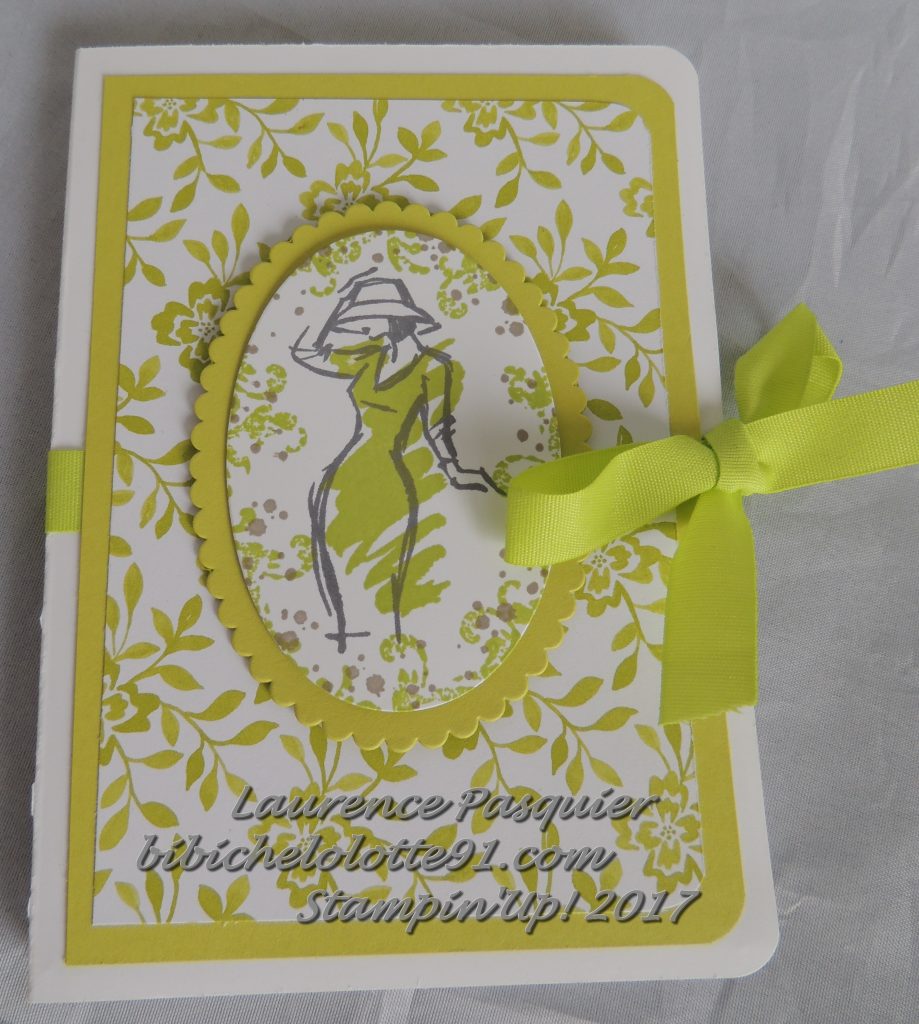 Laurence Pasquier
bibichelolotte91.com
Stampin'Up! 2017